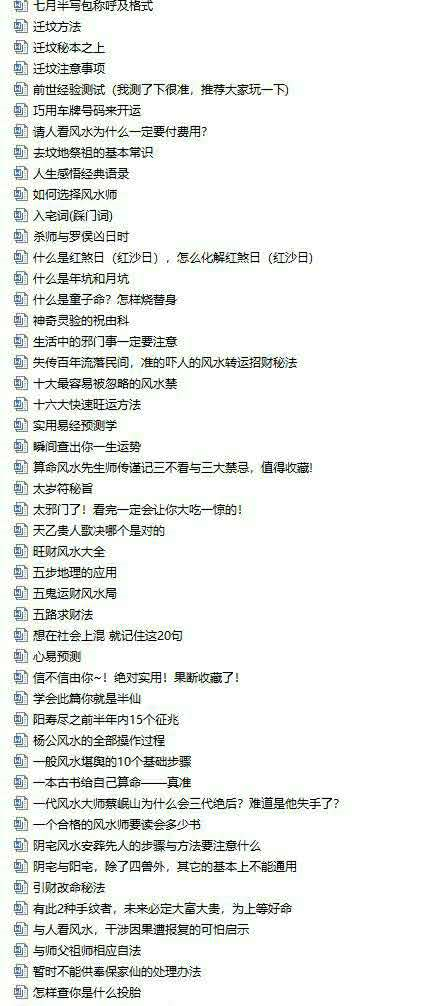 七月半写包称呼及格式
迁坟方法
迁坟秘本之上
迁坟注意事项
前世经验测试（我测了下很准，推荐大家玩一下)
巧用车牌号码来开运
请人看风水为什么一定要付费用？
去坟地祭祖的基本常识
人生感悟经典语录
如何选择风水师
入宅词(踩门词)
杀师与罗侯凶日时
什么是红煞日（红沙日），怎么化解红煞日（红沙日)
什么是年坑和月坑
什么是童子命？怎样烧替身
神奇灵验的祝由科
生活中的邪门事一定要注意
失传百年流落民间，准的吓人的风水转运招财秘法
十大最容易被忽略的风水禁
十六大快速旺运方法
实用易经预测学
瞬间查出你一生运势
算命风水先生师传谨记三不看与三大禁忌，值得收藏!
太岁符秘旨
太邪门了！看完一定会让你大吃一惊的！
天乙贵人歌决哪个是对的
旺财风水大全
五步地理的应用
五鬼运财风水局
五路求财法
想在社会上混 就记住这20句
心易预测
信不信由你~！绝对实用！果断收藏了！
学会此篇你就是半仙
阳寿尽之前半年内15个征兆
杨公风水的全部操作过程
一般风水堪舆的10个基础步骤
一本古书给自己算命——真准
一代风水大师蔡岷山为什么会三代绝后？难道是他失手了？
一个合格的风水师要读会多少书
阴宅风水安葬先人的步骤与方法要注意什么
阴宅与阳宅，除了四兽外，其它的基本上不能通用
引财改命秘法
有此2种手纹者，未来必定大富大贵，为上等好命
与人看风水，干涉因果遭报复的可怕启示
与师父祖师相应自法
暂时不能供奉保家仙的处理办法
怎样查你是什么投胎